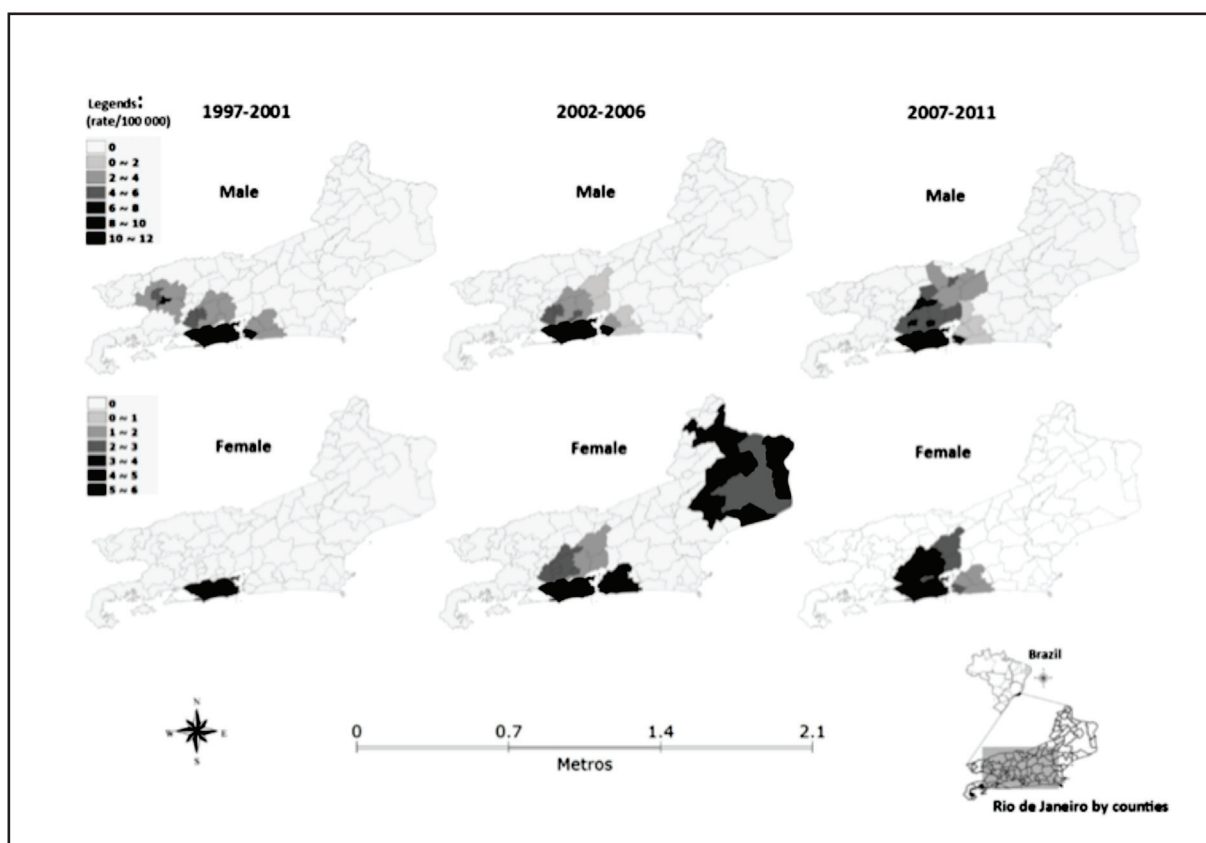 Legends:
(rate/100 000)
1997-2001
2002-2006
2007-2011
0
0 ~ 2
2 ~ 4
4 ~ 6
6 ~ 8
8 ~ 10
10 ~ 12
Male
Male
Male
0
0 ~ 1
1 ~ 2
2 ~ 3
3 ~ 4
4 ~ 5
5 ~ 6
Female
Female
Female
Brazil
N
W E
S
0 0.7 1.4 2.1
Metros
Rio de Janeiro by counties